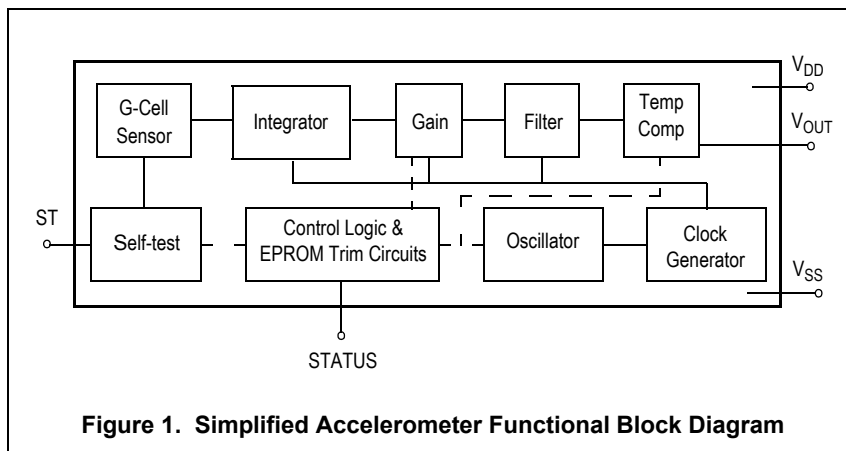 G-Cell
Sensor
Integrator
Gain
Filter
Temp
Comp
VDD
VOUT
ST
Self-test
Control Logic &
EPROM Trim Circuits
Oscillator
Clock
Generator
VSS
STATUS
Figure 1. Simplified Accelerometer Functional Block Diagram